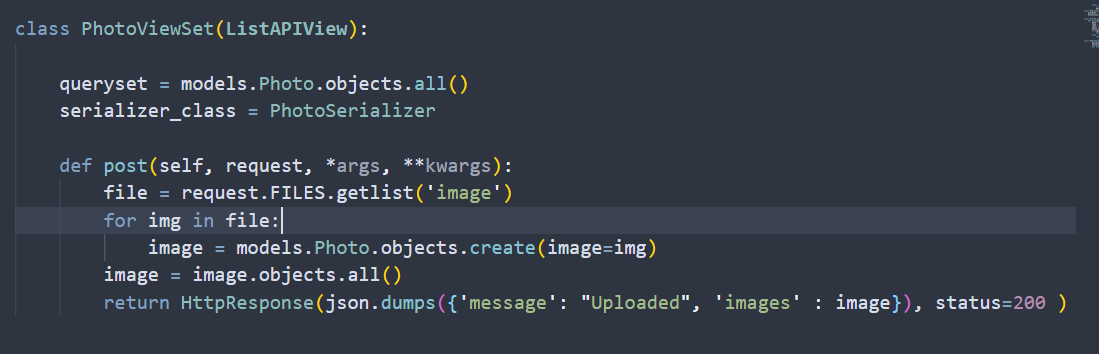 class PhotoViewSet(ListAPIView):
queryset = models.Photo.objects.all()
serializer_class = PhotoSerializer
def post(self, request, *args, **kwargs):
file = request.FILES.getlist('image')
for img in file:
image = models.Photo.objects.create(image=img)
image = image.objects.all()
return HttpResponse(json.dumps({'message': "Uploaded", 'images' : image}), status=200 )